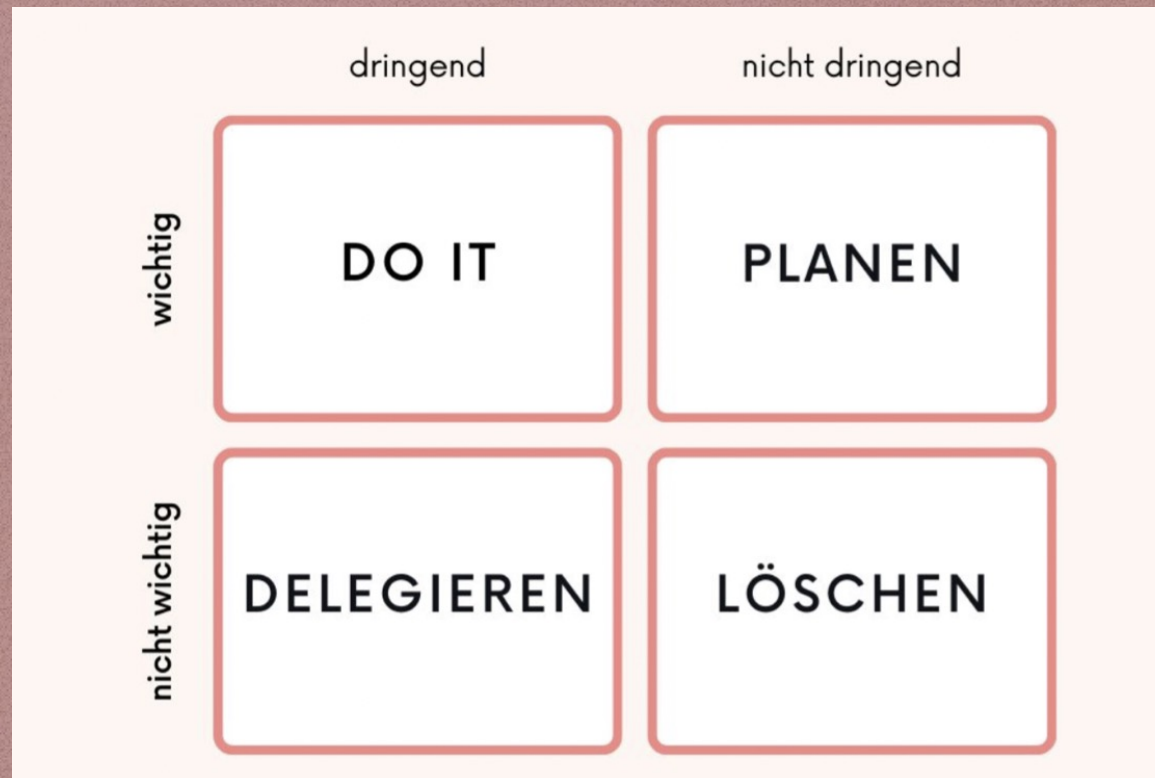 dringend nicht dringend
wichtig
DO IT PLANEN
nicht wichtig
DELEGIEREN LÖSCHEN